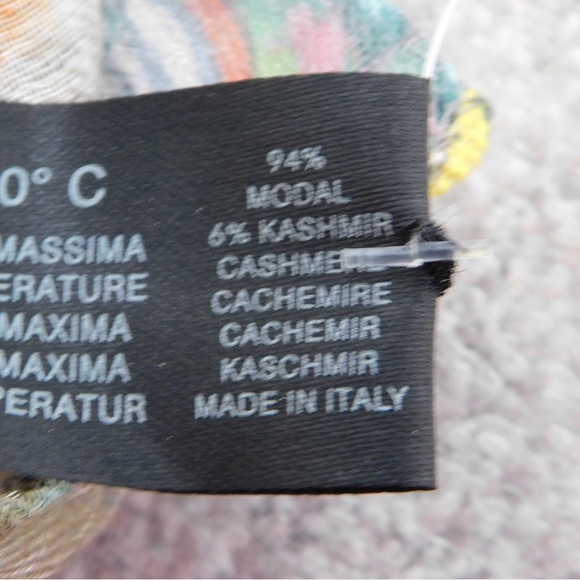 0° C
MASSIMA
ERATURE
MAXIMA
MAXIMA
PERATUR
94%
MODAL
6% KASHMIR
CASHMERE
CACHEMIRE
CACHEMIR
KASCHMIR
MADE IN ITALY